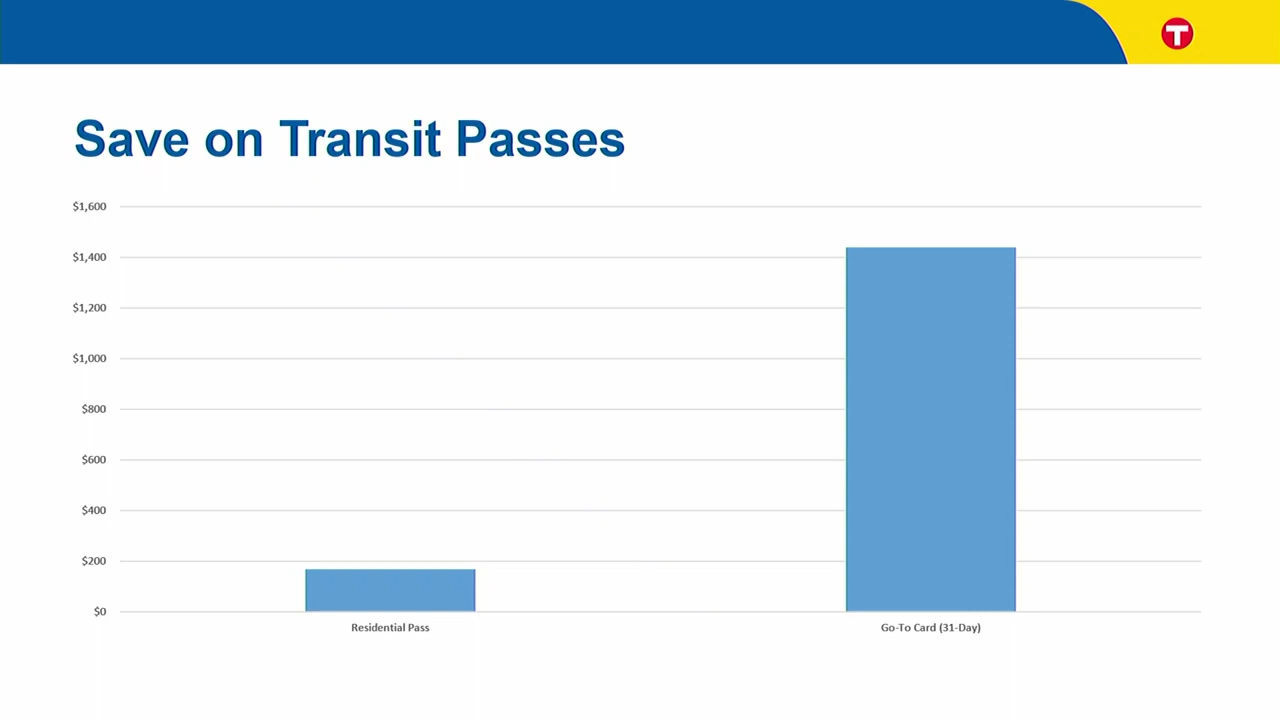 T
Save on Transit Passes
$1,600
$1,400
$1,200
$1,000
$800
$600
$400
$200
$0
Residential Pass
Go-To Card (31-Day)